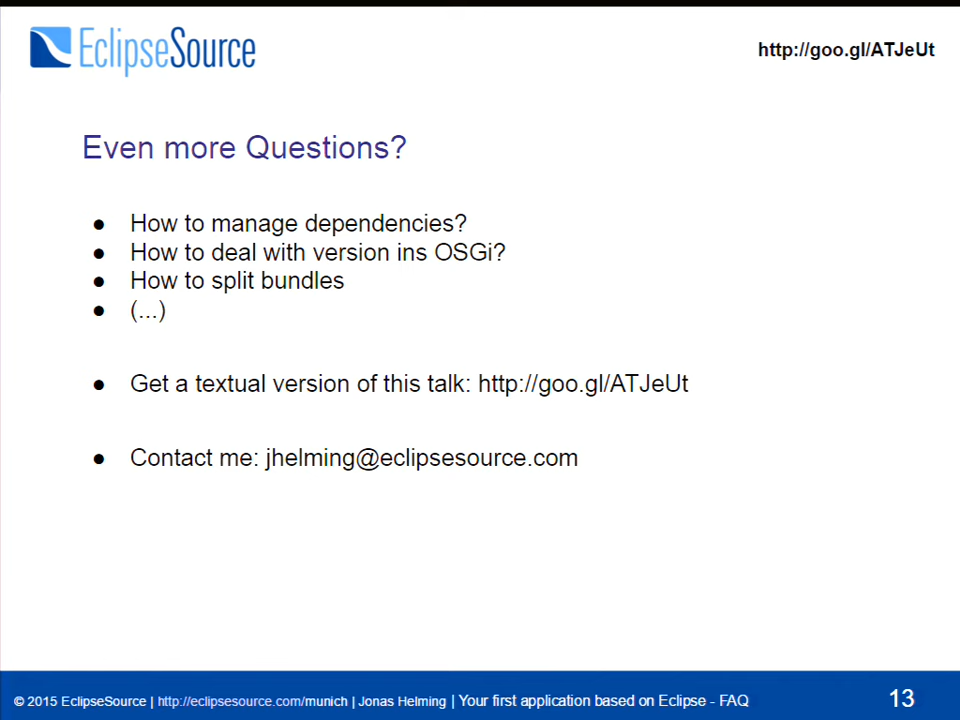 EclipseSource
http://goo.gl/ATJeUt
Even more Questions?
● How to manage dependencies?
● How to deal with version ins OSGi?
● How to split bundles
● (...)
● Get a textual version of this talk: http://goo.gl/ATJeUt
● Contact me: jhelming@eclipsesource.com
© 2015 EclipseSource | http://eclipsesource.com/munich | Jonas Helming | Your first application based on Eclipse - FAQ
13